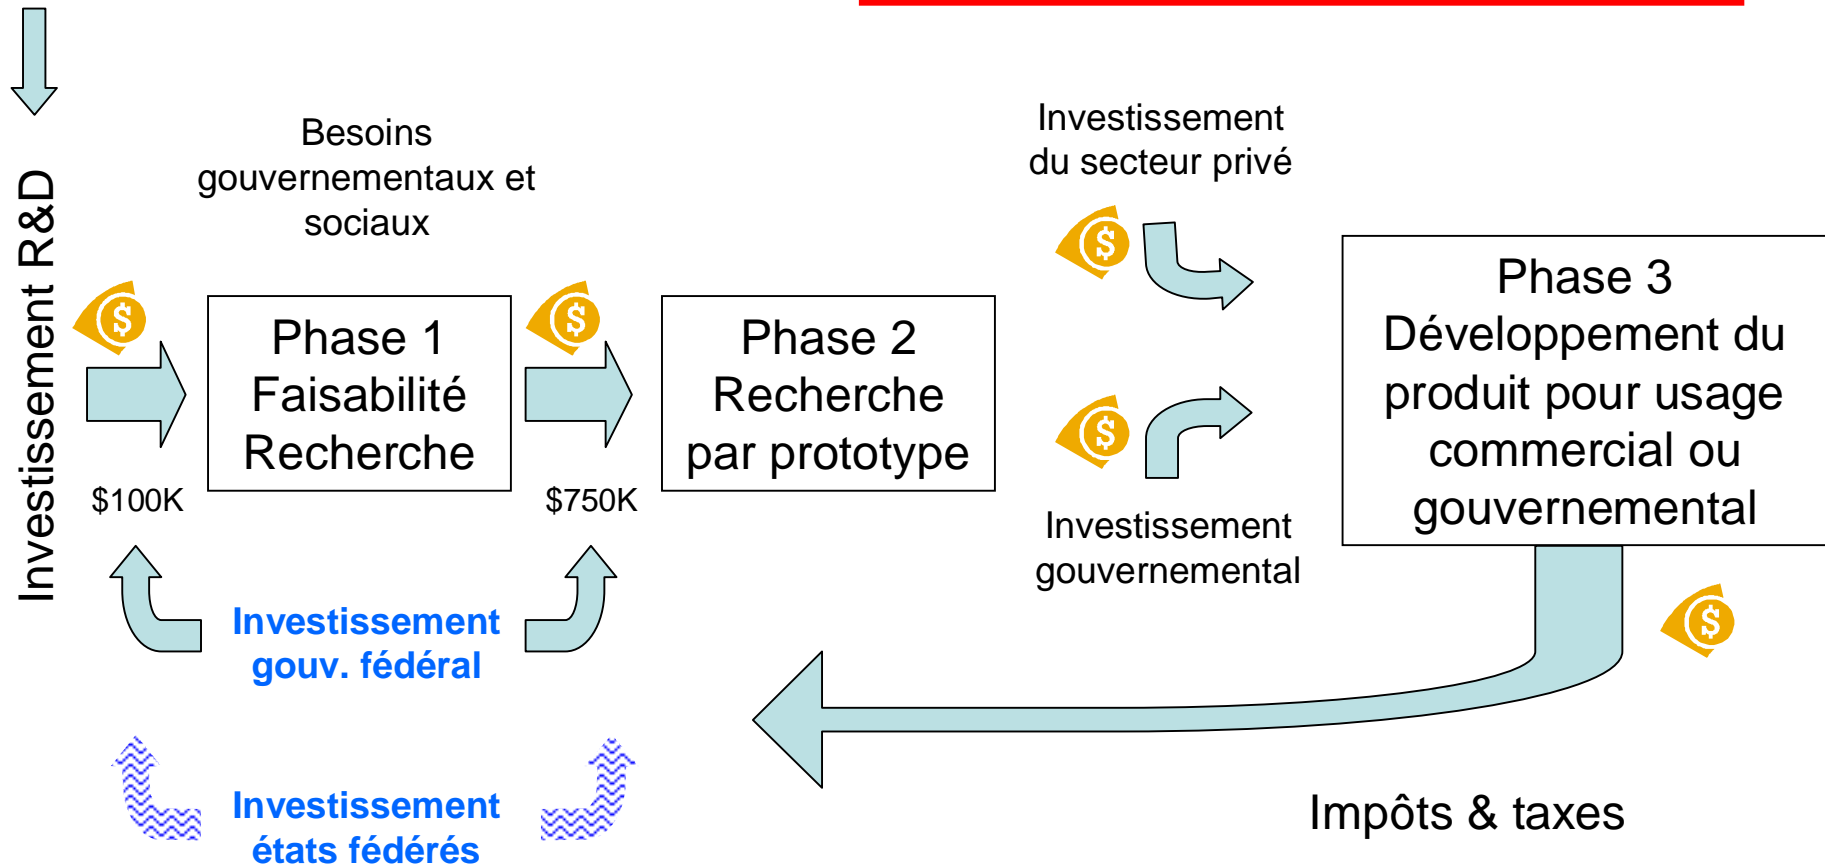 Investissement R&D
Besoins
gouvernementaux et
sociaux
$
$100K
Phase 1
Faisabilité
Recherche
$
$750K
Phase 2
Recherche
par prototype
Investissement
du secteur privé
$
$
Investissement
gouvernemental
Phase 3
Développement du
produit pour usage
commercial ou
gouvernemental
$
Investissement
gouv. fédéral
Investissement
états fédérés
Impôts & taxes